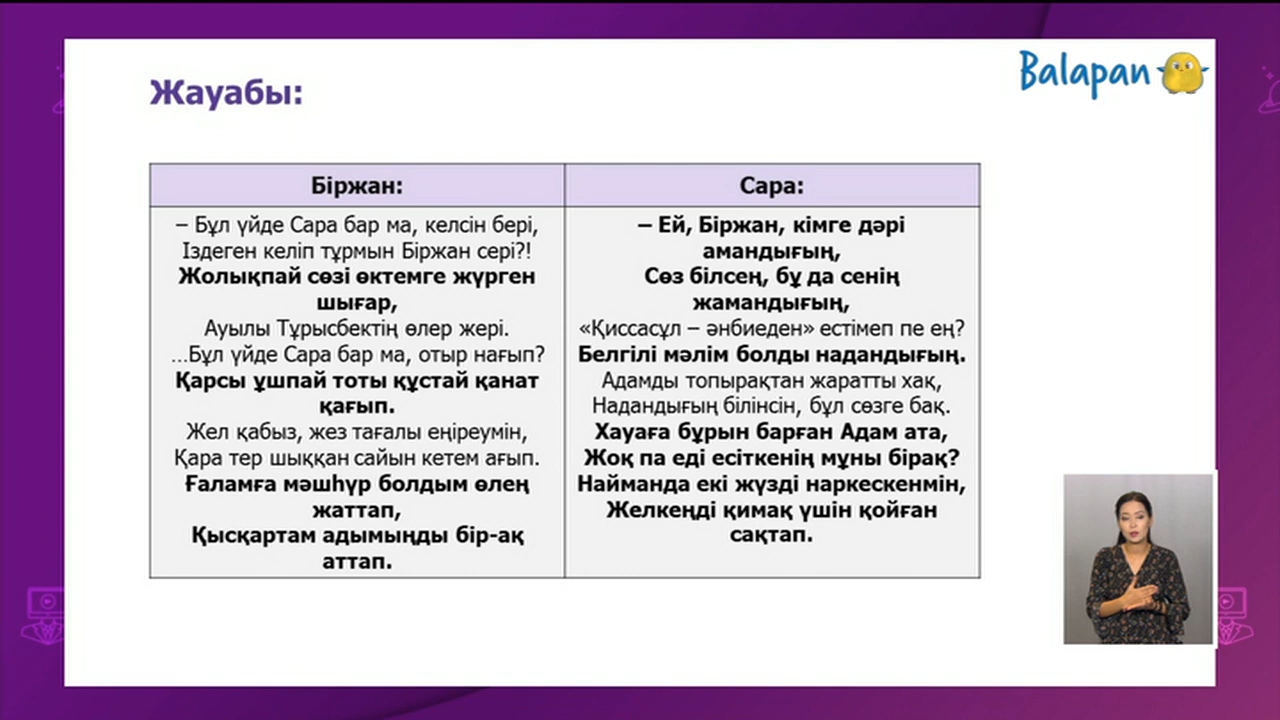 Balapan
Жауабы:
Біржан:
– Бұл үйде Сара бар ма, келсін бері,
Іздеген келіп тұрмын Біржан сері?!
Жолықпай сөзі өктемге жүрген
шығар,
Ауылы Тұрысбектің өлер жері.
...Бұл үйде Сара бар ма, отыр нағып?
Қарсы ұшпай тоты құстай қанат
қағып.
Жел қабыз, жез тағалы еңіреумін,
Қара тер шыққан сайын кетем ағып.
Ғаламға мәшһүр болдым өлең
жаттап,
Қысқартам адымыңды бір-ақ
аттап.
Сара:
– Ей, Біржан, кімге дәрі
амандығың,
Сөз білсең, бұ да сенің
жамандығың,
«Қиссасұл – әнбиеден» естімеп пе ең?
Белгілі мәлім болды надандығың.
Адамды топырақтан жаратты хақ,
Надандығың білінсін, бұл сөзге бақ.
Хауаға бұрын барған Адам ата,
Жоқ па еді есіткенің мұны бірақ?
Найманда екі жүзді наркескенмін,
Желкеңді қимақ үшін қойған
сақтап.